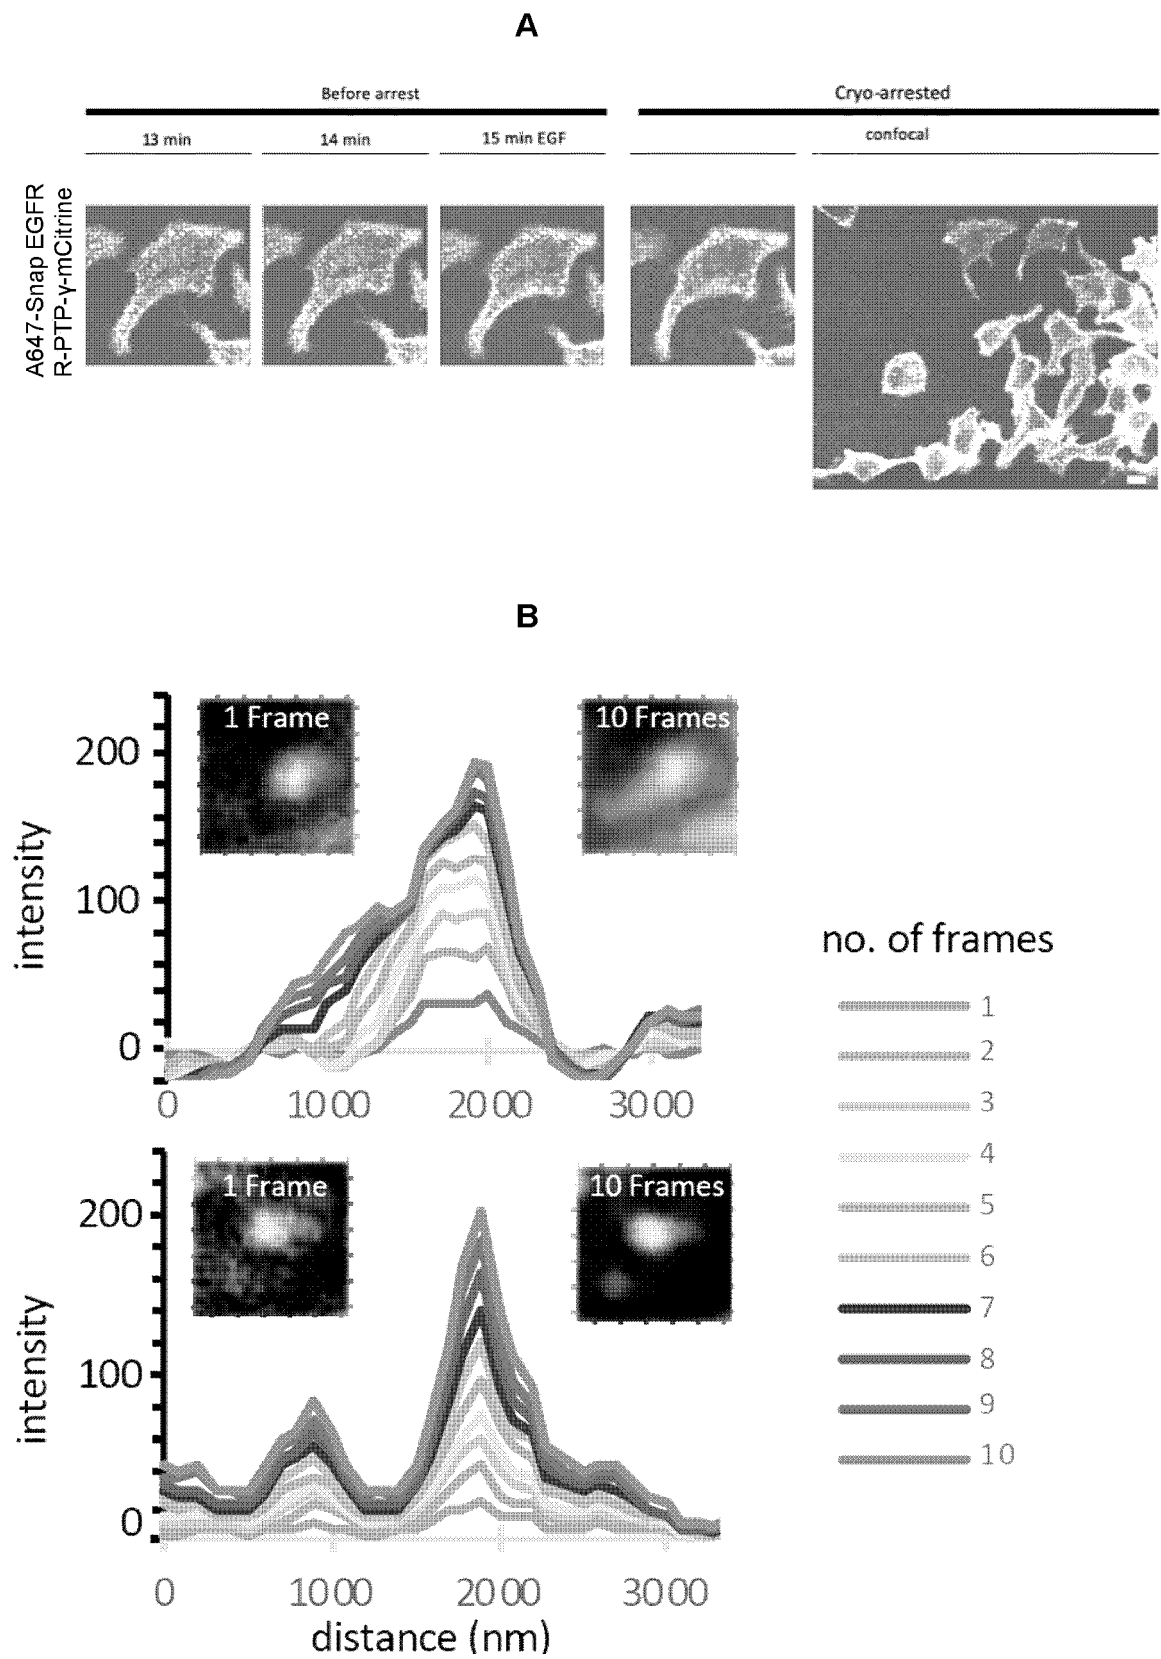 A
Before arrest
Cryo-arrested
13 min
14 min
15 min EGF
confocal
A647-Snap EGFR
R-PTP-γ-mCitrine
B
1 Frame
10 Frames
200
100
0
intensity
0
1000
2000
3000
no. of frames
1
2
3
4
5
6
7
8
9
10
1 Frame
10 Frames
200
100
0
intensity
0
1000
2000
3000
distance (nm)